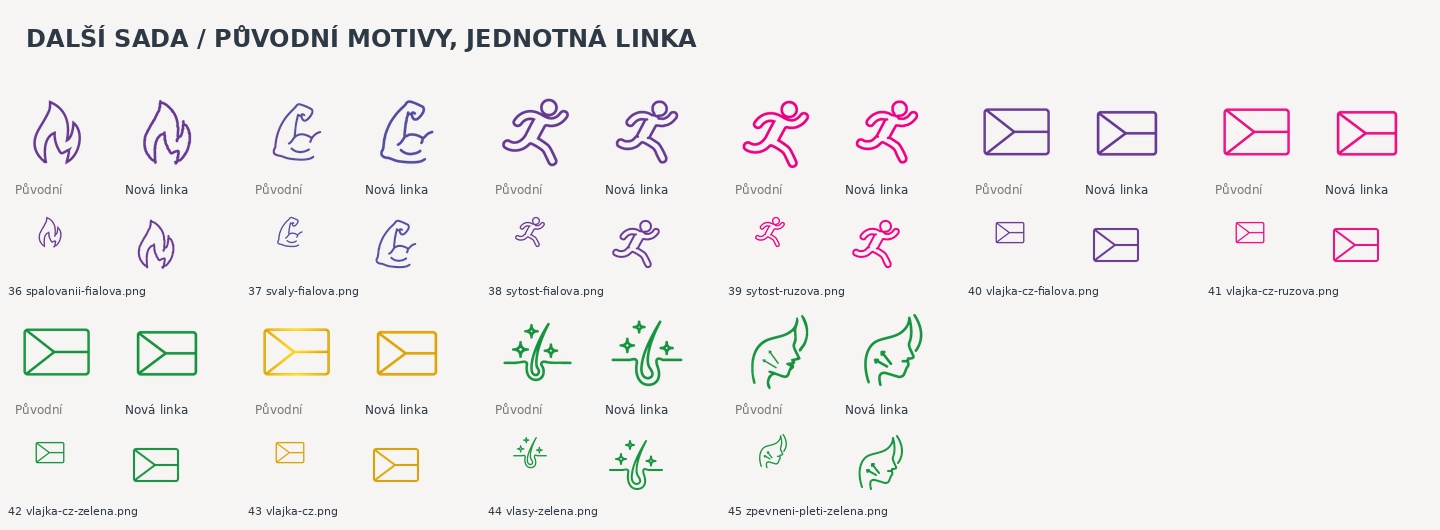 DALŠÍ SADA / PŮVODNÍ MOTIVY, JEDNOTNÁ LINKA
Původní Nová linka Původní Nová linka Původní Nová linka Původní Nová linka Původní Nová linka Původní Nová linka
36 spalovanii-fialova.png 37 svaly-fialova.png 38 sytost-fialova.png 39 sytost-ruzova.png 40 vlajka-cz-fialova.png 41 vlajka-cz-ruzova.png
Původní Nová linka Původní Nová linka Původní Nová linka Původní Nová linka
42 vlajka-cz-zelena.png 43 vlajka-cz.png 44 vlasy-zelena.png 45 zpevneni-pleti-zelena.png